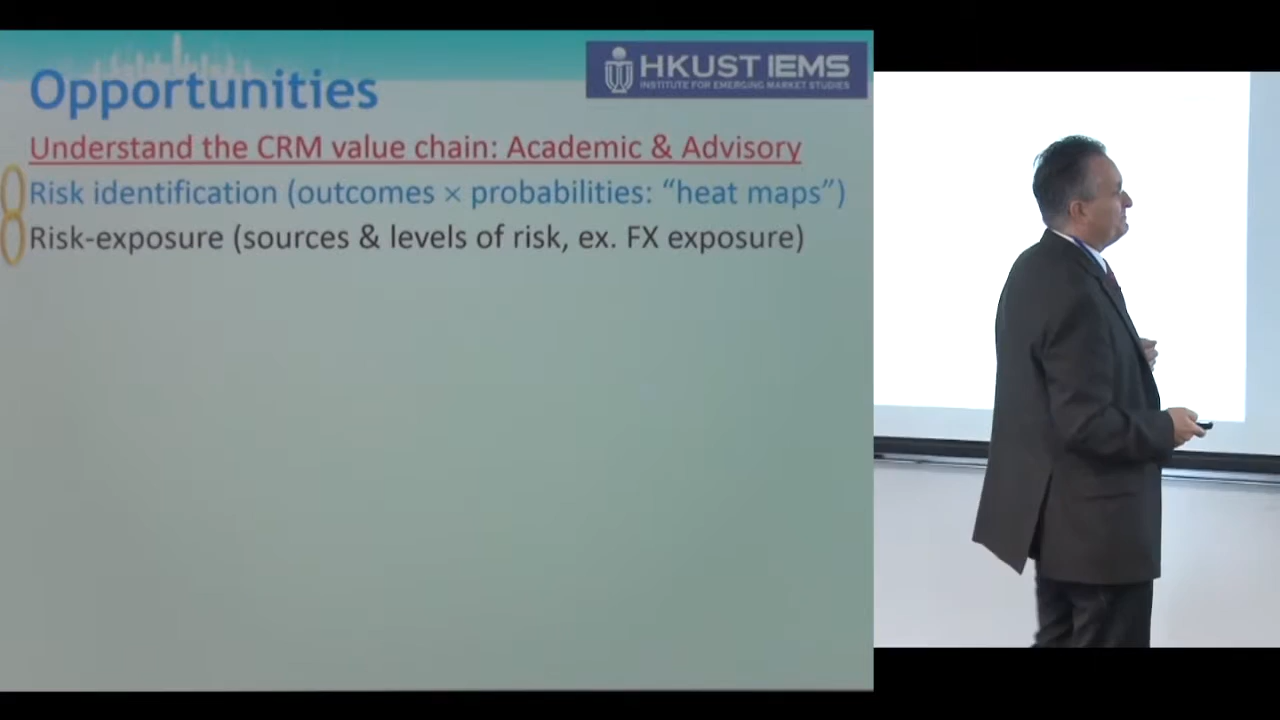 HKUST IEMS
INSTITUTE FOR EMERGING MARKET STUDIES
Opportunities
Understand the CRM value chain: Academic & Advisory
Risk identification (outcomes × probabilities: “heat maps”)
Risk-exposure (sources & levels of risk, ex. FX exposure)